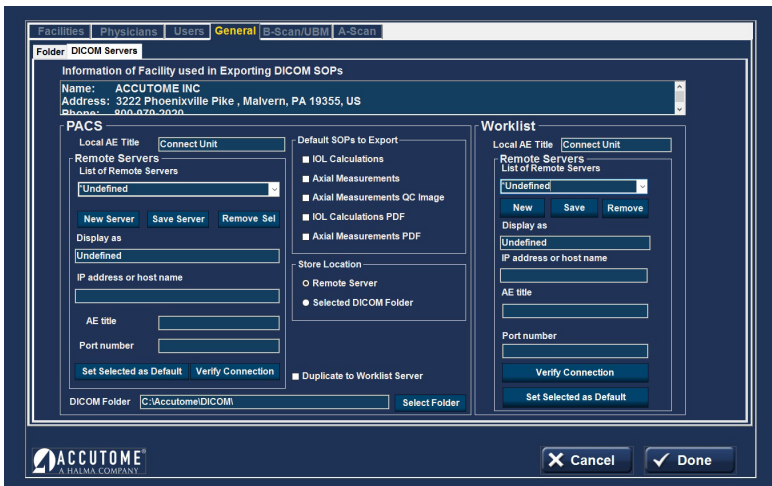 Facilities Physicians Users General B-Scan/UBM A-Scan
Folder DICOM Servers
Information of Facility used in Exporting DICOM SOPs
Name: ACCUTOME INC
Address: 3222 Phoenixville Pike , Malvern, PA 19355, US
Phone: 800-979-2020
PACS
Local AE Title Connect Unit
Remote Servers
List of Remote Servers
*Undefined
New Server Save Server Remove Sel
Display as
Undefined
IP address or host name
AE title
Port number
Set Selected as Default Verify Connection
Default SOPs to Export
IOL Calculations
Axial Measurements
Axial Measurements QC Image
IOL Calculations PDF
Axial Measurements PDF
Store Location
Remote Server
Selected DICOM Folder
Duplicate to Worklist Server
DICOM Folder C:\Accutome\DICOM\ Select Folder
Worklist
Local AE Title Connect Unit
Remote Servers
List of Remote Servers
*Undefined
New Save Remove
Display as
Undefined
IP address or host name
AE title
Port number
Verify Connection
Set Selected as Default
ACCUTOME®
A HALMA COMPANY
Cancel Done